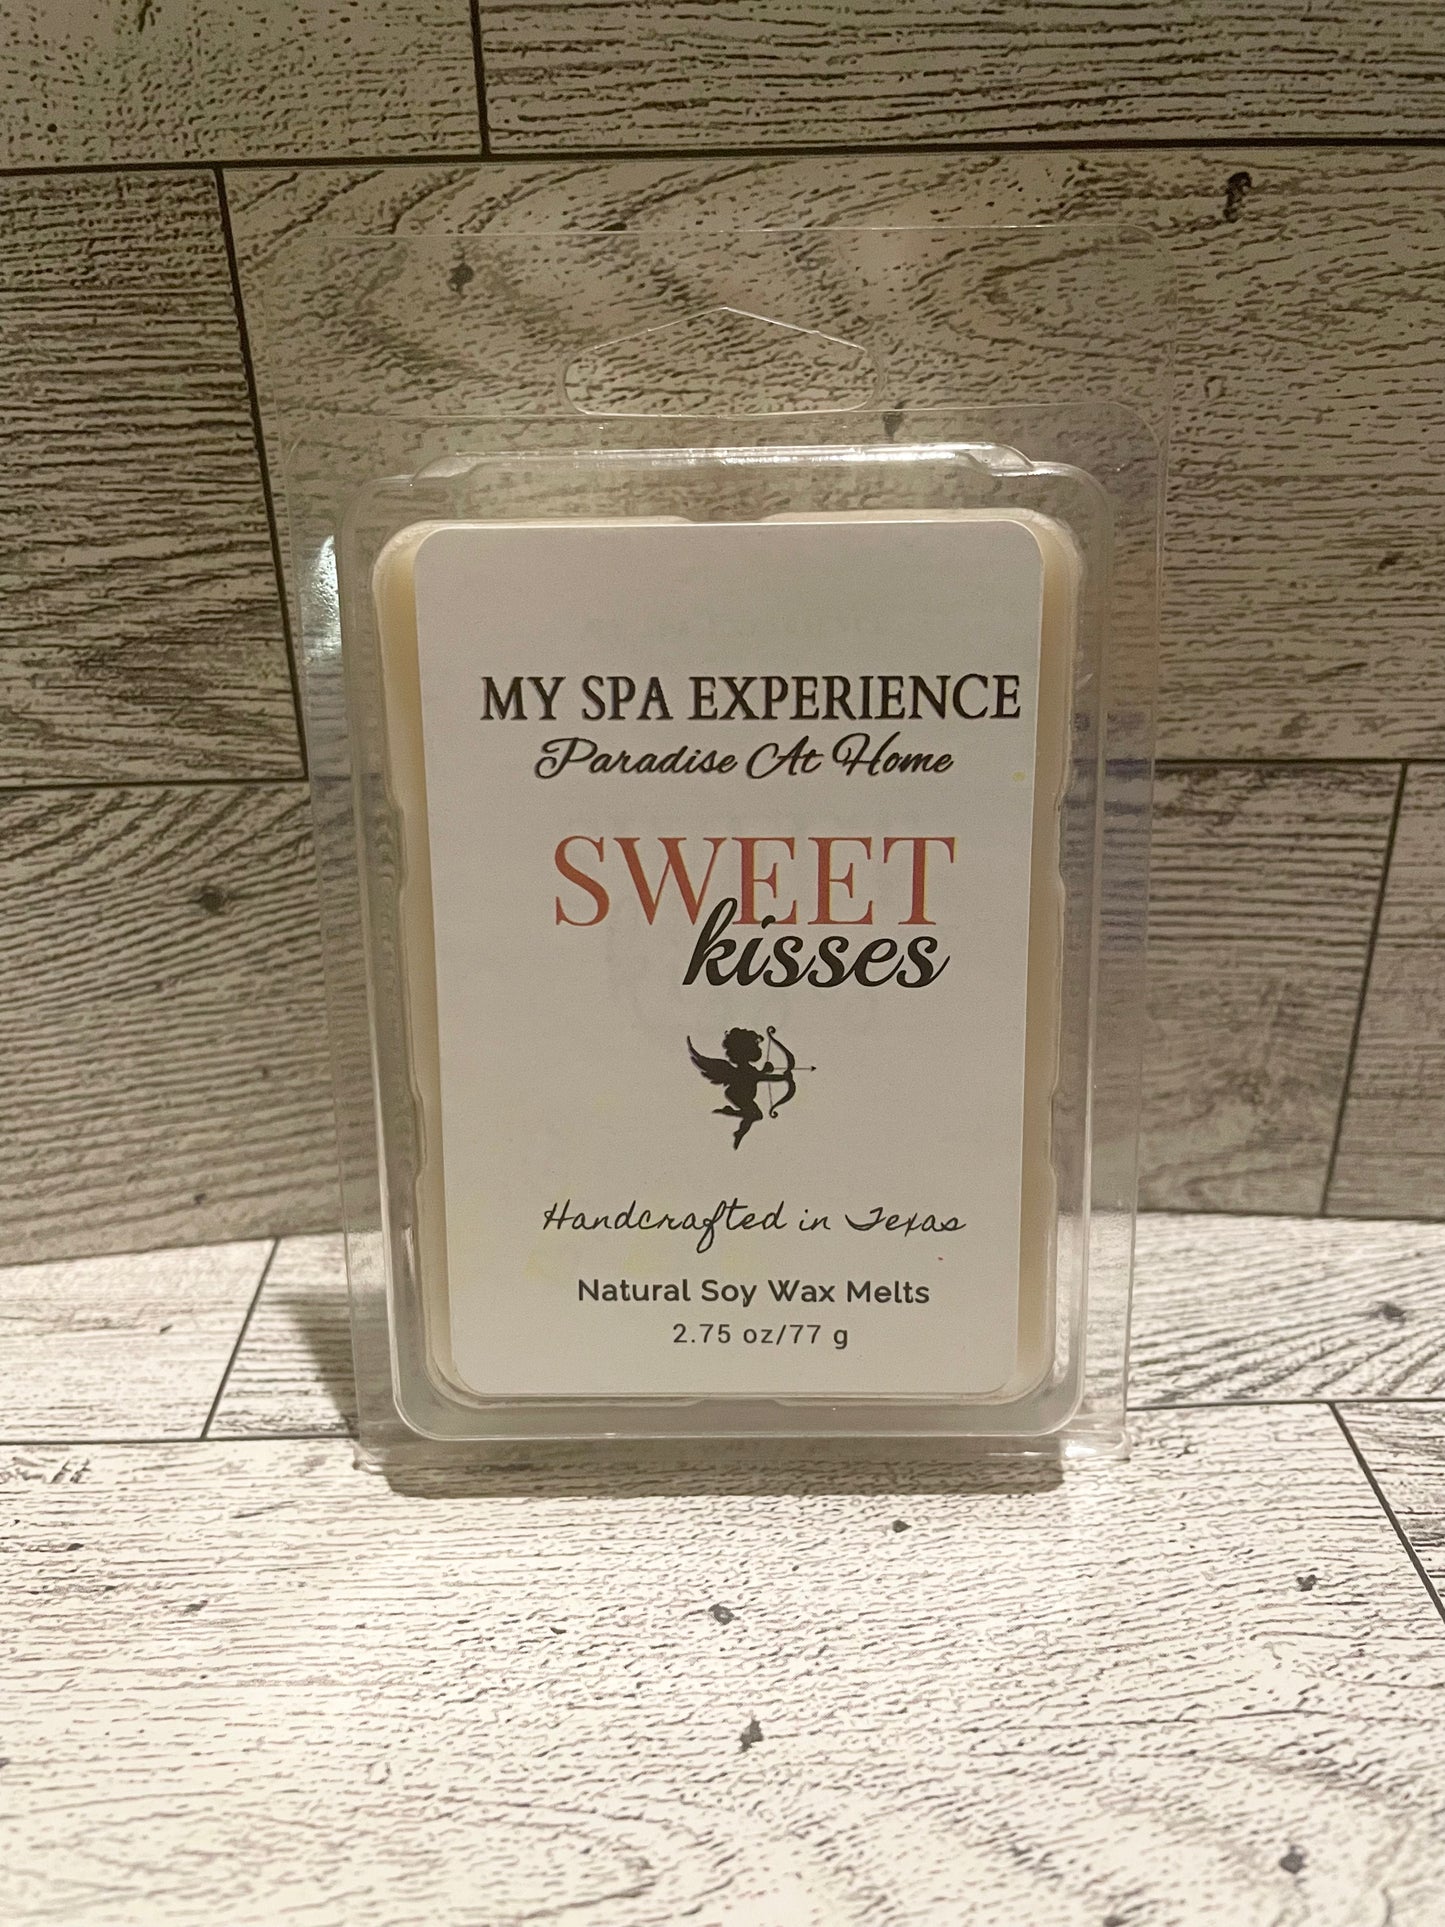 MY SPA EXPERIENCE
Paradise At Home
SWEET
kisses
Handcrafted in Texas
Natural Soy Wax Melts
2.75 oz/77 g